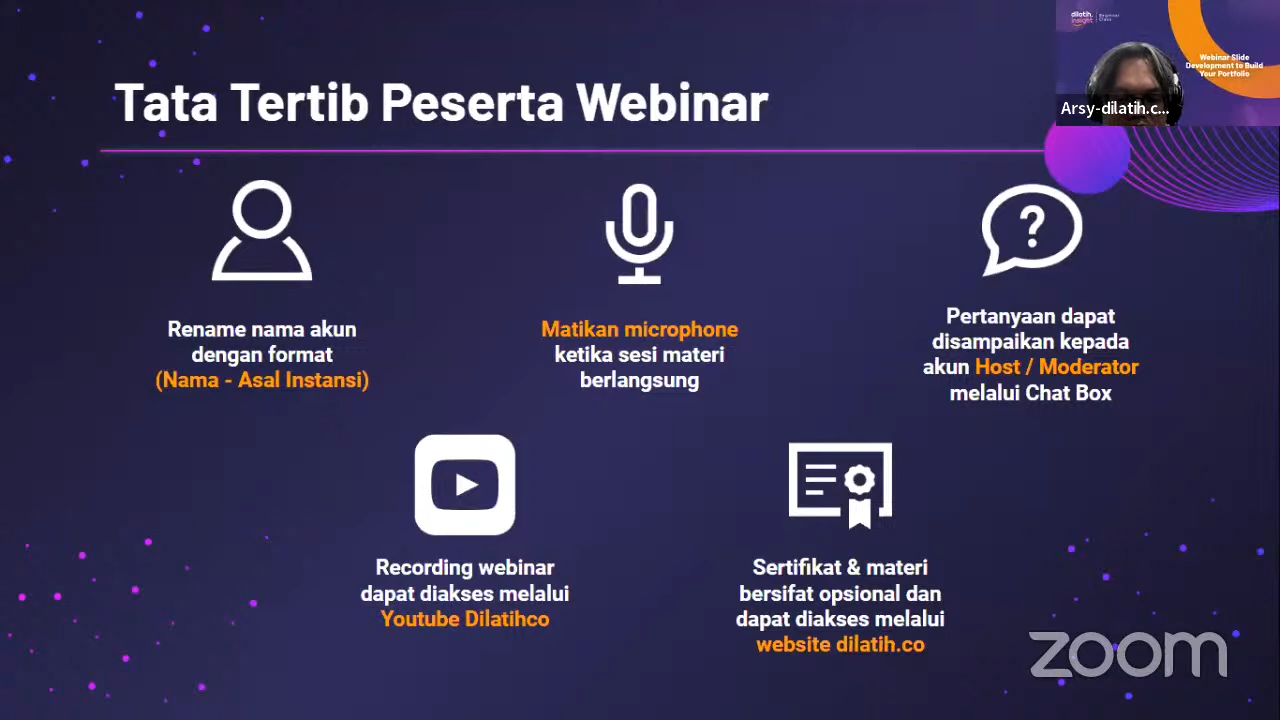 dilatih.
insight
Webinar Slide
Development to Build
Your Portfolio
Arsy-dilatih.c...
Tata Tertib Peserta Webinar
?
Rename nama akun
dengan format
(Nama - Asal Instansi)
Matikan microphone
ketika sesi materi
berlangsung
Pertanyaan dapat
disampaikan kepada
akun Host / Moderator
melalui Chat Box
Recording webinar
dapat diakses melalui
Youtube Dilatihco
Sertifikat & materi
bersifat opsional dan
dapat diakses melalui
website dilatih.co
zoom